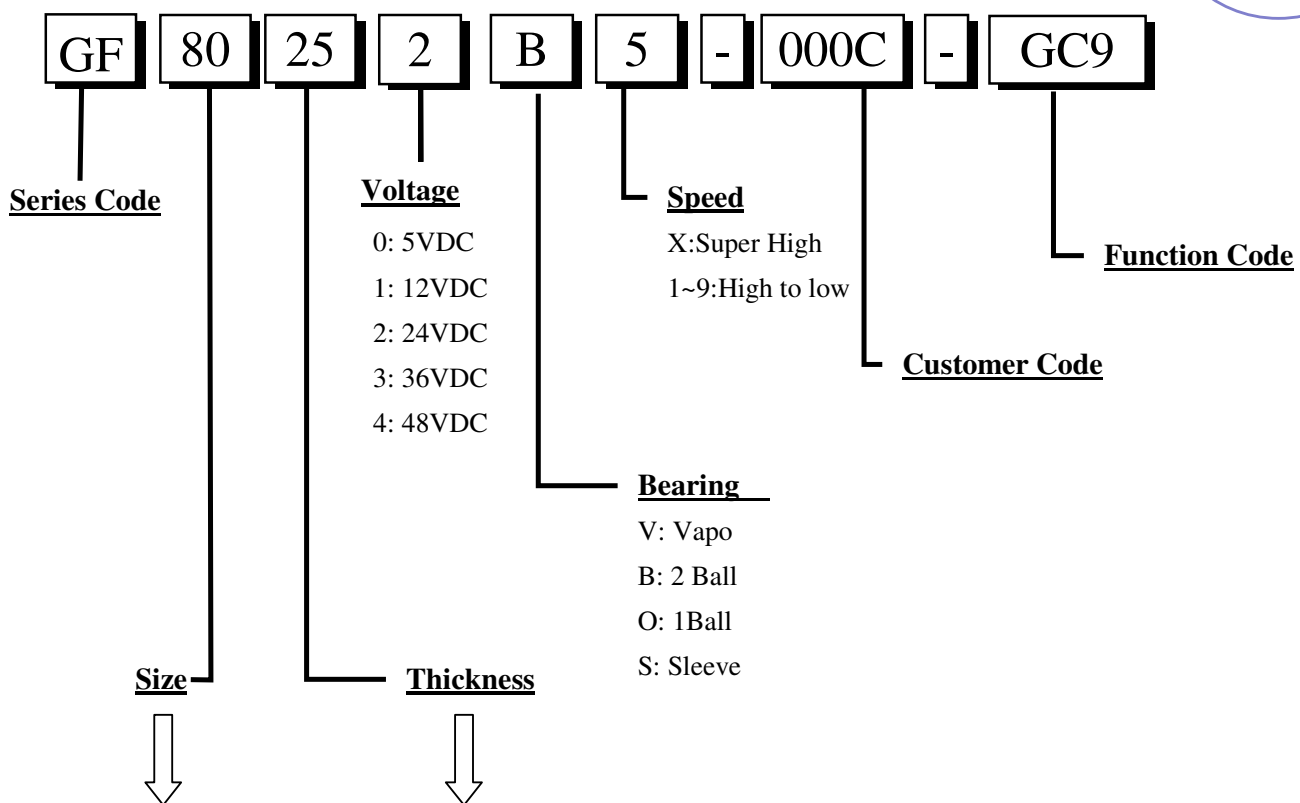 GF 80 25 2 B 5 - 000C - GC9
Series Code
Voltage
0: 5VDC
1: 12VDC
2: 24VDC
3: 36VDC
4: 48VDC
Speed
X:Super High
1~9:High to low
Function Code
Customer Code
Bearing
V: Vapo
B: 2 Ball
O: 1Ball
S: Sleeve
Size
Thickness